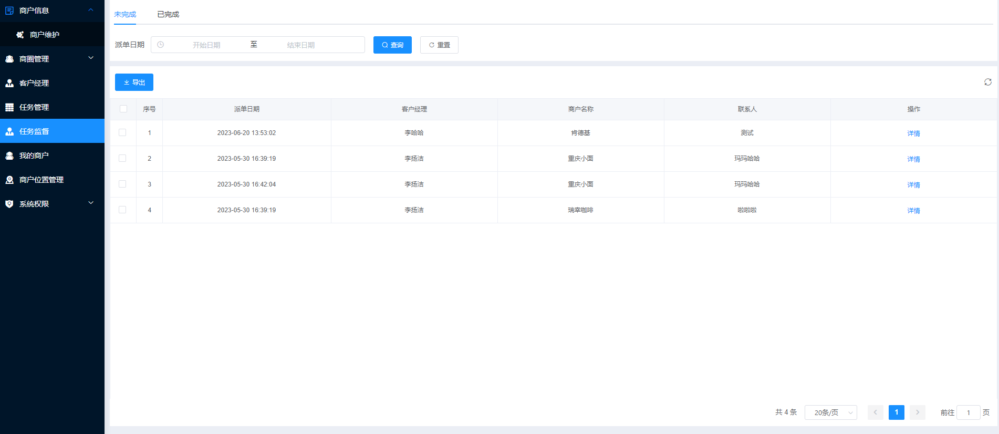 商户信息
商户维护
商圈管理
客户经理
任务管理
任务监督
我的商户
商户位置管理
系统权限
未完成 已完成
派单日期 开始日期 至 结束日期 查询 重置
导出
序号 派单日期 客户经理 商户名称 联系人 操作
1 2023-06-20 13:53:02 李哈哈 肯德基 测试 详情
2 2023-05-30 16:39:19 李扬洁 重庆小面 玛玛哈哈 详情
3 2023-05-30 16:42:04 李扬洁 重庆小面 玛玛哈哈 详情
4 2023-05-30 16:39:19 李扬洁 瑞幸咖啡 啦啦啦 详情
共 4 条 20条/页 1 前往 1 页